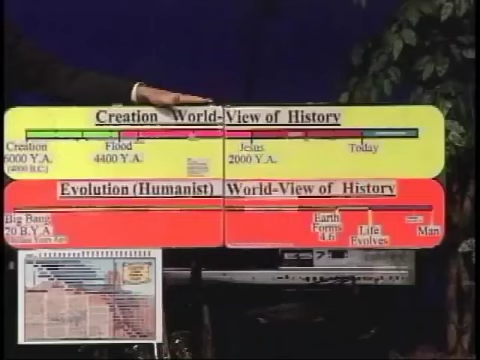 Creation World-View of History
Creation Flood Jesus Today
6000 Y.A. 4400 Y.A. 2000 Y.A.
(4000 B.C.)
Evolution (Humanist) World-View of History
Big Bang Earth Life Man
20 B.Y.A. Forms Evolves
4.6